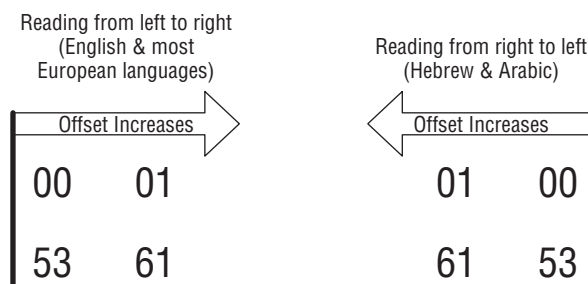 Reading from left to right
(English & most
European languages)
Offset Increases
00 01
53 61
Reading from right to left
(Hebrew & Arabic)
Offset Increases
01 00
61 53